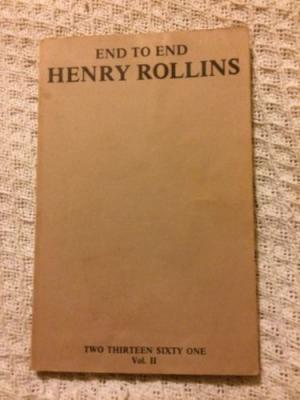 END TO END
HENRY ROLLINS
TWO THIRTEEN SIXTY ONE
Vol. II